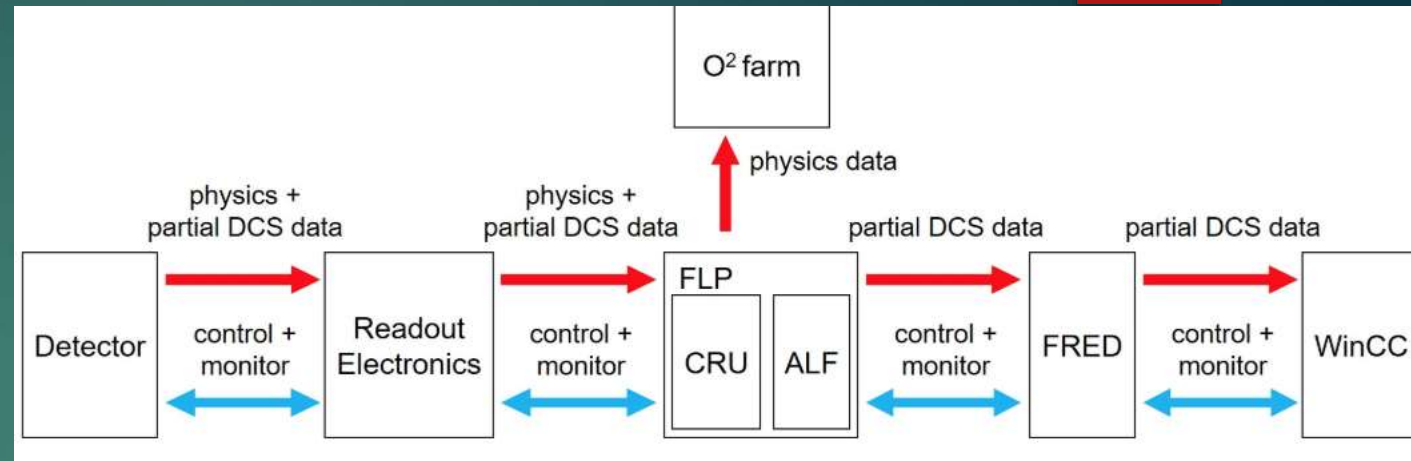 O² farm
physics data
physics +
partial DCS data
physics +
partial DCS data
partial DCS data
partial DCS data
Detector
control +
monitor
Readout
Electronics
control +
monitor
FLP
CRU
ALF
control +
monitor
FRED
control +
monitor
WinCC